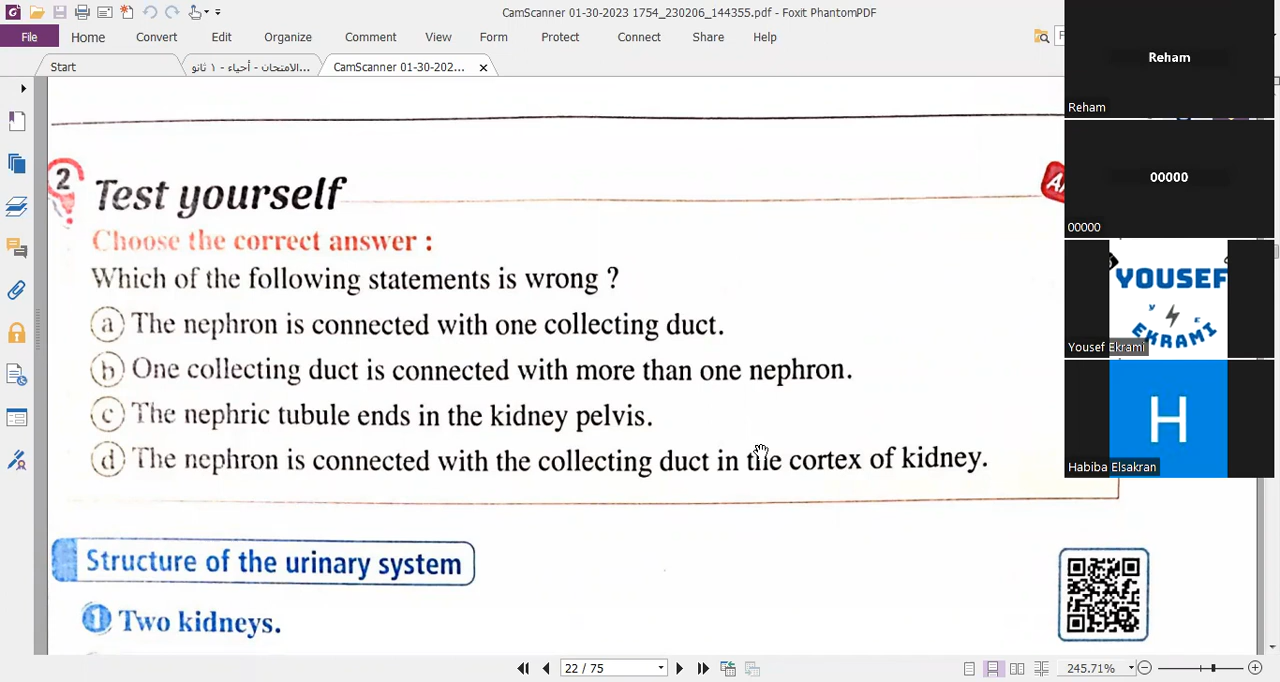 CamScanner 01-30-2023 1754_230206_144355.pdf - Foxit PhantomPDF
File Home Convert Edit Organize Comment View Form Protect Connect Share Help
Start الامتحان - أحياء - ١ ثانو... CamScanner 01-30-202... ×
2
Test yourself
Choose the correct answer :
Which of the following statements is wrong ?
a The nephron is connected with one collecting duct.
b One collecting duct is connected with more than one nephron.
c The nephric tubule ends in the kidney pelvis.
d The nephron is connected with the collecting duct in the cortex of kidney.
Structure of the urinary system
1 Two kidneys.
22 / 75
245.71%
Reham
Reham
00000
00000
YOUSEF
EKRAMI
Yousef Ekrami
H
Habiba Elsakran